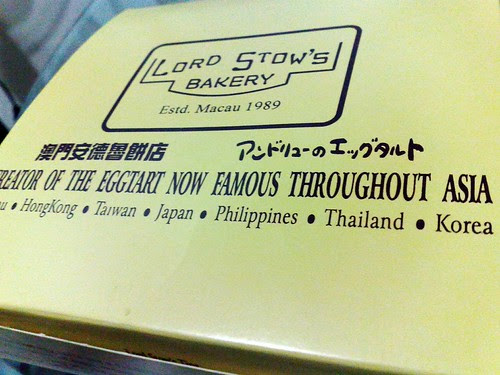 LORD STOW'S
BAKERY
Estd. Macau 1989
澳門安德魯餅店 アンドリューのエッグタルト
REATOR OF THE EGGTART NOW FAMOUS THROUGHOUT ASIA
u • HongKong • Taiwan • Japan • Philippines • Thailand • Korea